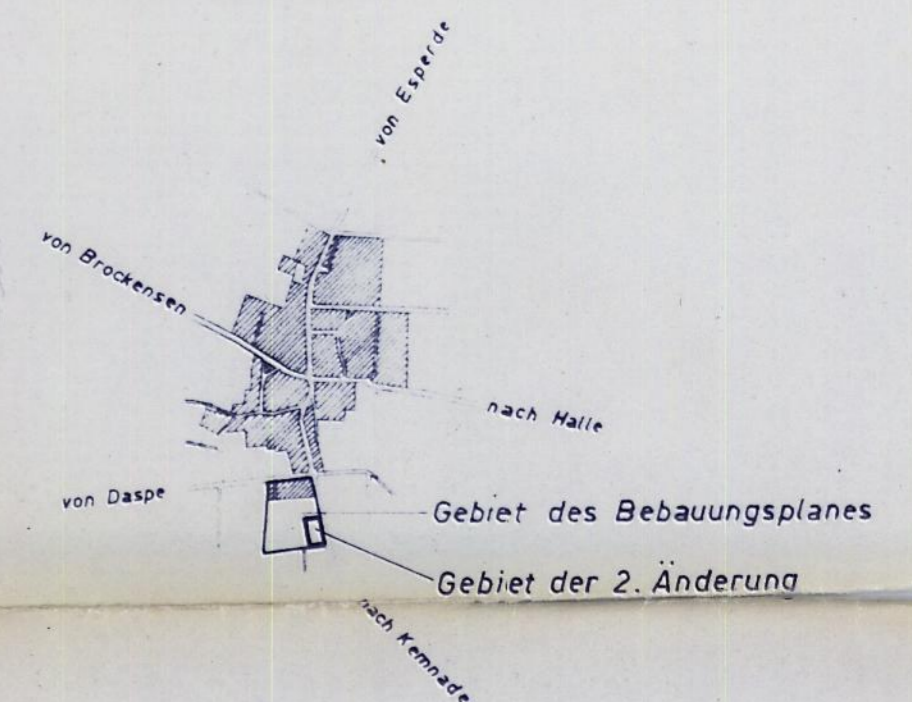 von Esperde
von Brockensen
nach Halle
von Daspe
Gebiet des Bebauungsplanes
Gebiet der 2. Änderung
nach Kemnade